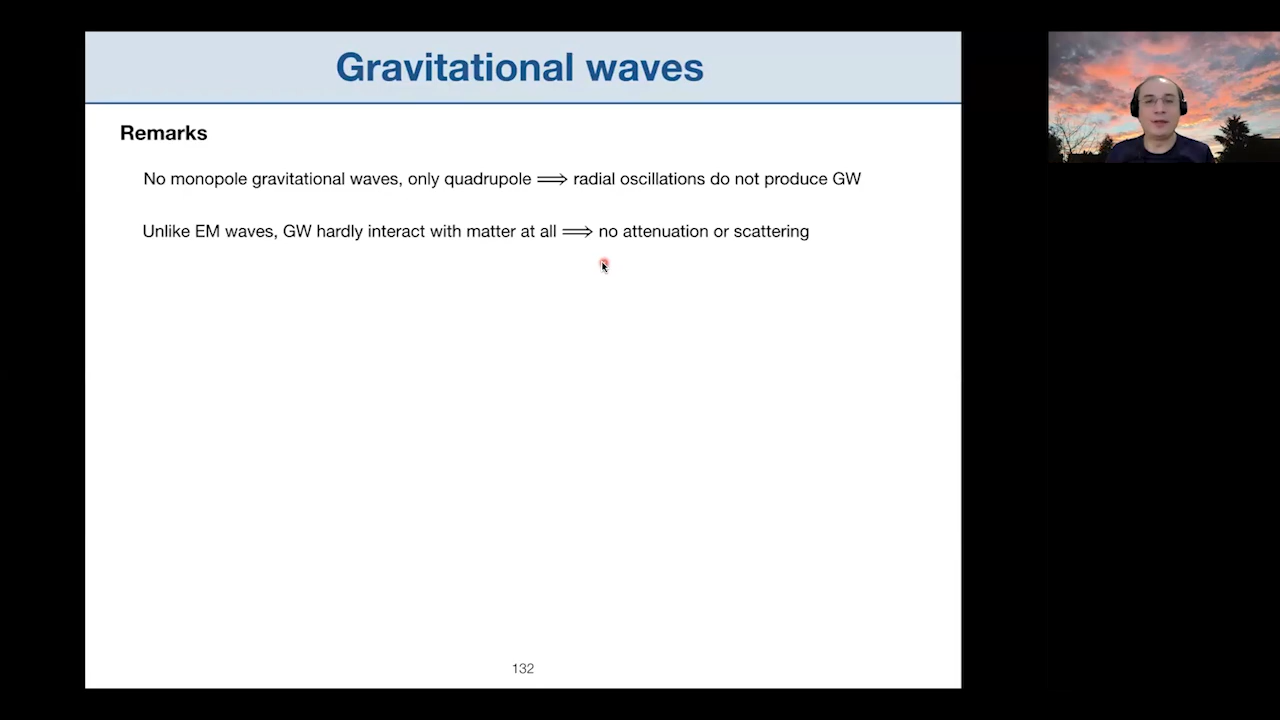 Gravitational waves
Remarks
No monopole gravitational waves, only quadrupole ⟹ radial oscillations do not produce GW
Unlike EM waves, GW hardly interact with matter at all ⟹ no attenuation or scattering
132